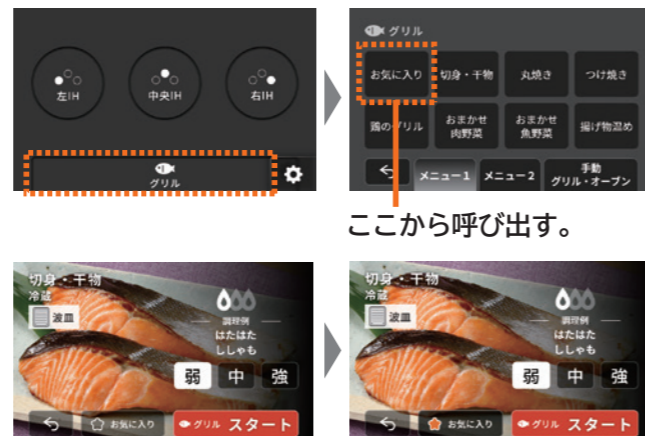 左IH
中央IH
右IH
グリル
グリル
お気に入り
切身・干物
丸焼き
つけ焼き
鶏のグリル
おまかせ
肉野菜
おまかせ
魚野菜
揚げ物温め
メニュー1
メニュー2
手動
グリル・オーブン
ここから呼び出す。
切身・干物
冷蔵
波皿
調理例
はたはた
ししゃも
弱 中 強
お気に入り
グリル スタート
切身・干物
冷蔵
波皿
調理例
はたはた
ししゃも
弱 中 強
お気に入り
グリル スタート